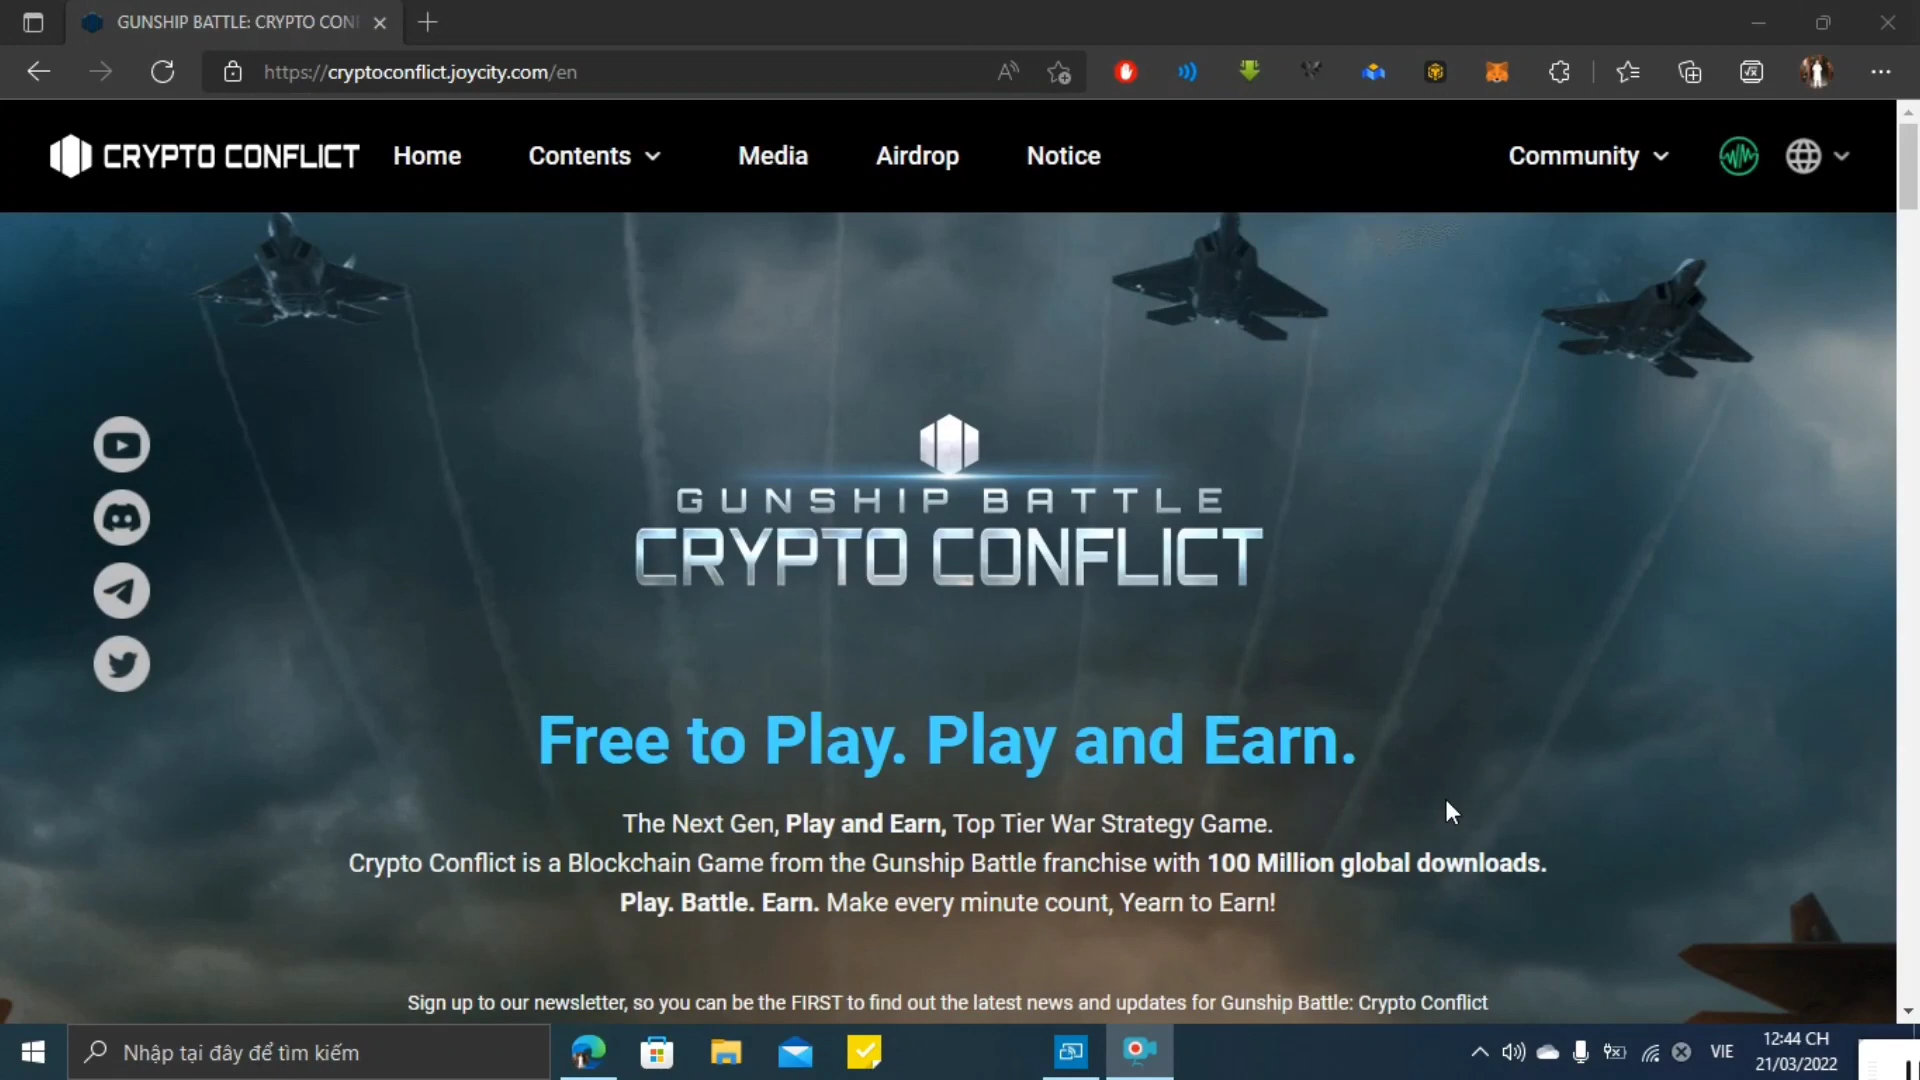 GUNSHIP BATTLE: CRYPTO CON
https://cryptoconflict.joycity.com/en
CRYPTO CONFLICT
Home
Contents
Media
Airdrop
Notice
Community
GUNSHIP BATTLE
CRYPTO CONFLICT
Free to Play. Play and Earn.
The Next Gen, Play and Earn, Top Tier War Strategy Game.
Crypto Conflict is a Blockchain Game from the Gunship Battle franchise with 100 Million global downloads.
Play. Battle. Earn. Make every minute count, Yearn to Earn!
Sign up to our newsletter, so you can be the FIRST to find out the latest news and updates for Gunship Battle: Crypto Conflict
Nhập tại đây để tìm kiếm
VIE
12:44 CH
21/03/2022